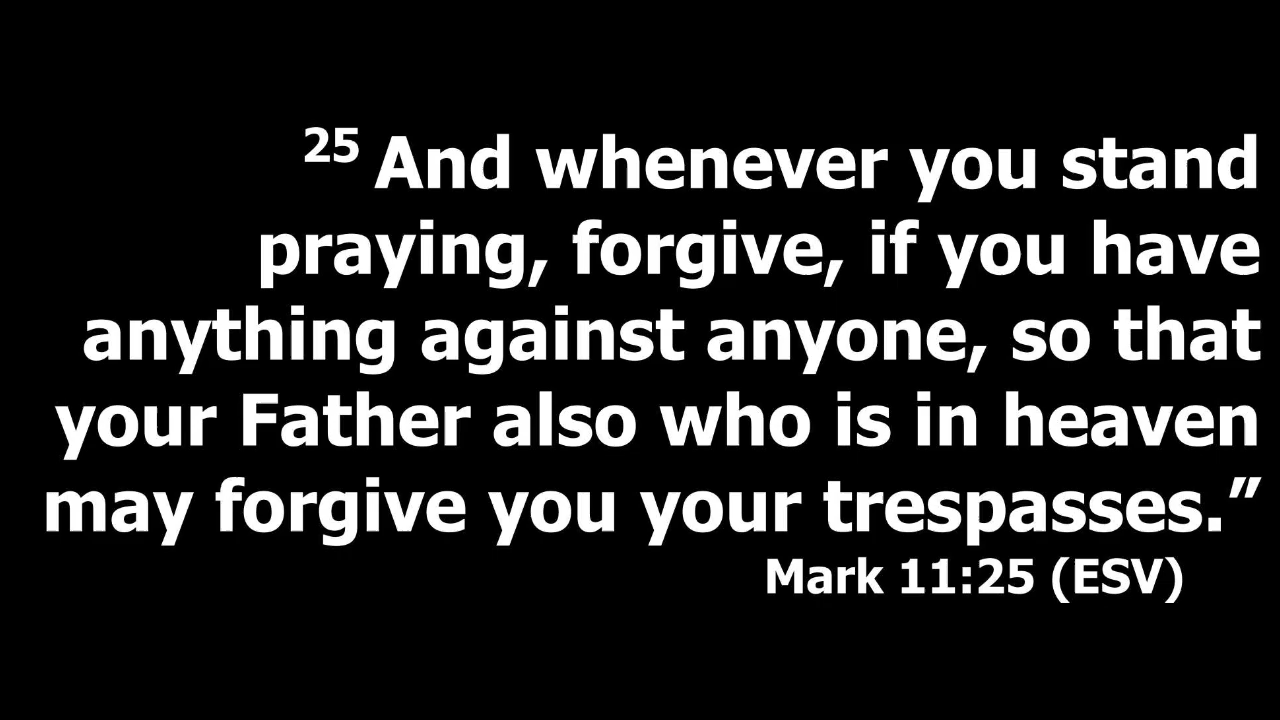 25 And whenever you stand
praying, forgive, if you have
anything against anyone, so that
your Father also who is in heaven
may forgive you your trespasses.”
Mark 11:25 (ESV)